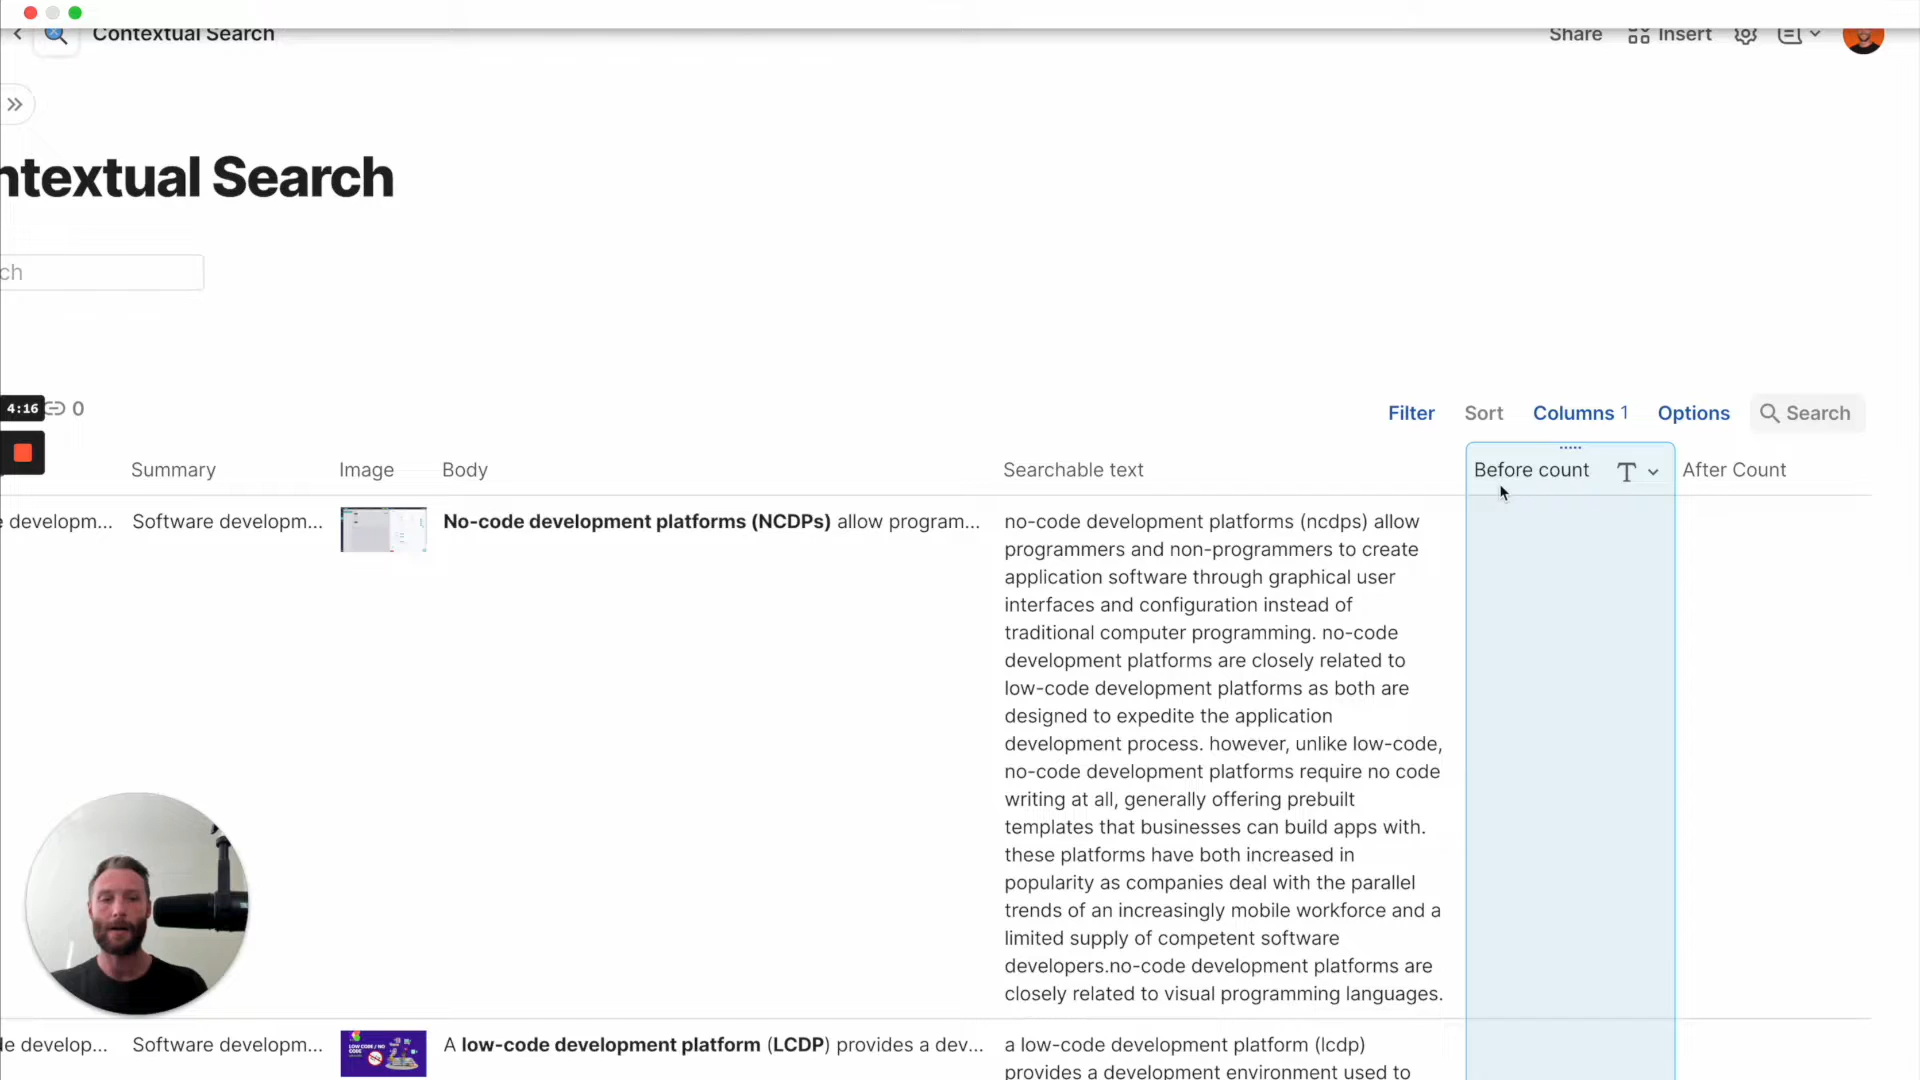 Contextual Search
Share
Insert
ntextual Search
ch
4:16
0
Filter
Sort
Columns 1
Options
Search
Summary
Image
Body
Searchable text
Before count
After Count
e developm...
Software developm...
No-code development platforms (NCDPs) allow program...
no-code development platforms (ncdps) allow
programmers and non-programmers to create
application software through graphical user
interfaces and configuration instead of
traditional computer programming. no-code
development platforms are closely related to
low-code development platforms as both are
designed to expedite the application
development process. however, unlike low-code,
no-code development platforms require no code
writing at all, generally offering prebuilt
templates that businesses can build apps with.
these platforms have both increased in
popularity as companies deal with the parallel
trends of an increasingly mobile workforce and a
limited supply of competent software
developers.no-code development platforms are
closely related to visual programming languages.
le develop...
Software developm...
LOW CODE / NO
CODE
A low-code development platform (LCDP) provides a dev...
a low-code development platform (lcdp)
provides a development environment used to